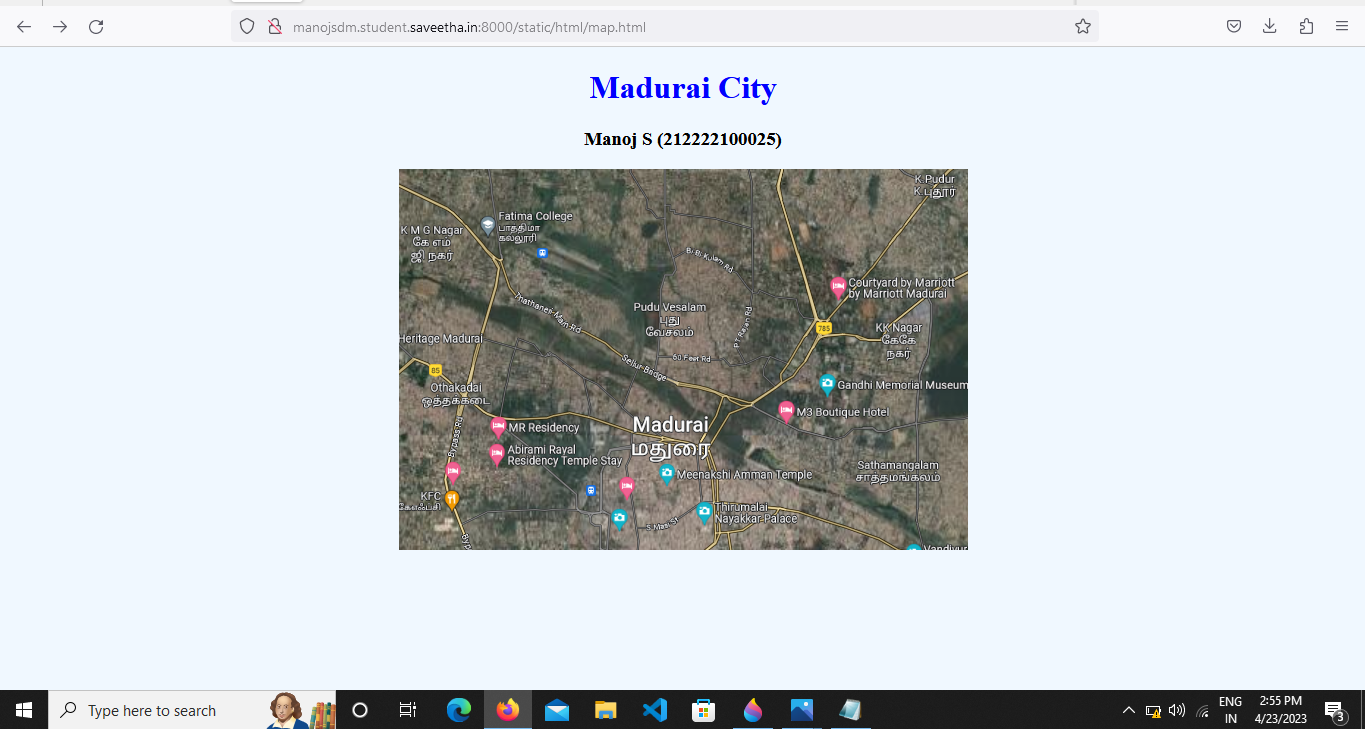 manojsdm.student.saveetha.in:8000/static/html/map.html
Madurai City
Manoj S (212222100025)
K.Pudur
K.புதூர்
Fatima College
பாத்திமா
கல்லூரி
K M G Nagar
கே எம்
ஜி நகர்
B. B. Kulam Rd
Courtyard by Marriott
by Marriott Madurai
Thathaneri Main Rd
Pudu Vesalam
புது
வேசலம்
P.T Rajan Rd
785
KK Nagar
கேகே
நகர்
Heritage Madurai
60 Feet Rd
Sellur Bridge
85
Othakadai
ஒத்தக்கடை
Gandhi Memorial Museum
M3 Boutique Hotel
Bypass Rd
MR Residency
Madurai
மதுரை
Abirami Rayal
Residency Temple Stay
Meenakshi Amman Temple
Sathamangalam
சாத்தமங்கலம்
KFC
கேஎஃப்சி
Thirumalai
Nayakkar Palace
S Masi St
Byp
Vandiyur
Type here to search
ENG
IN
2:55 PM
4/23/2023
3